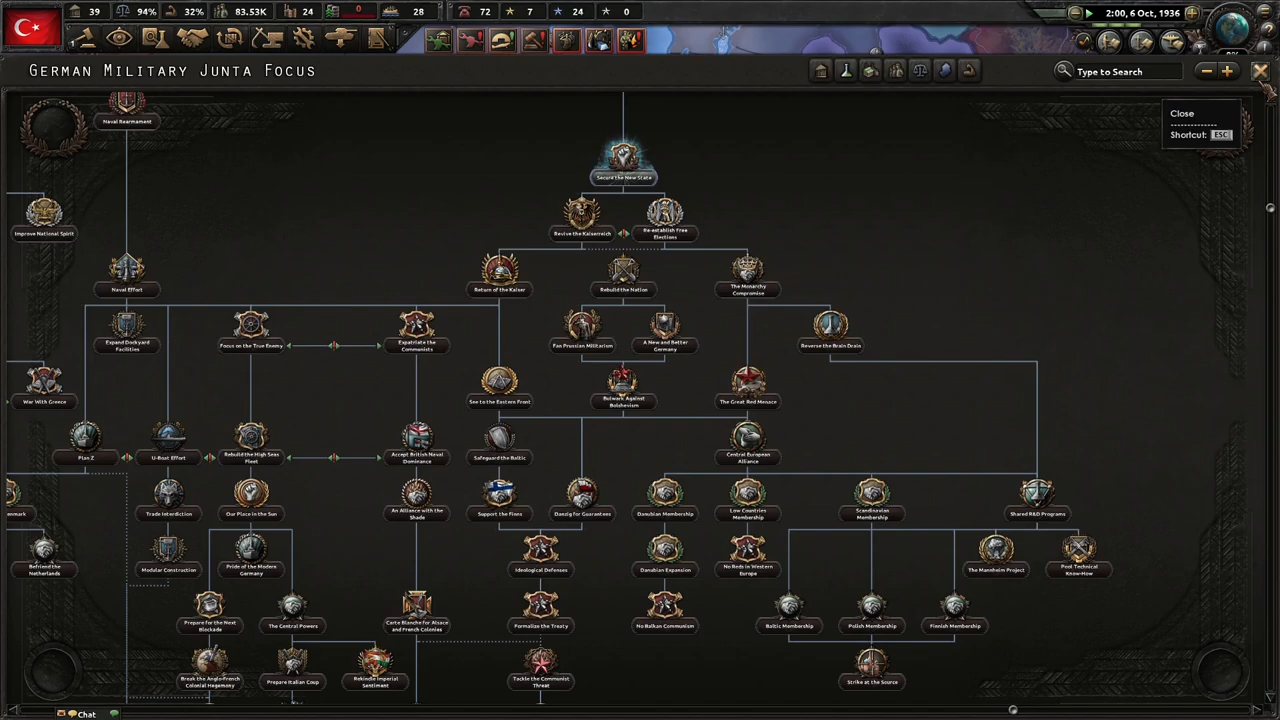 39 94% 32% 83.53K 24 0 28 72 7 24 0 2:00, 6 Oct, 1936
GERMAN MILITARY JUNTA FOCUS
Type to Search
Close
Shortcut: ESC
Naval Rearmament
Secure the New State
Improve National Spirit
Revive the Kaiserreich
Re-establish Free
Elections
Naval Effort
Return of the Kaiser
Rebuild the Nation
The Monarchy
Compromise
Expand Dockyard
Facilities
Focus on the True Enemy
Expatriate the
Communists
Fan Prussian Militarism
A New and Better
Germany
Reverse the Brain Drain
War With Greece
See to the Eastern Front
Bulwark Against
Bolshevism
The Great Red Menace
Plan Z
U-Boat Effort
Rebuild the High Seas
Fleet
Accept British Naval
Dominance
Safeguard the Baltic
Central European
Alliance
enmark
Trade Interdiction
Our Place in the Sun
An Alliance with the
Shade
Support the Finns
Danzig for Guarantees
Danubian Membership
Low Countries
Membership
Scandinavian
Membership
Shared R&D Programs
Befriend the
Netherlands
Modular Construction
Pride of the Modern
Germany
Ideological Defenses
Danubian Expansion
No Reds in Western
Europe
The Mannheim Project
Pool Technical
Know-How
Prepare for the Next
Blockade
The Central Powers
Carte Blanche for Alsace
and French Colonies
Formalize the Treaty
No Balkan Communism
Baltic Membership
Polish Membership
Finnish Membership
Break the Anglo-French
Colonial Hegemony
Prepare Italian Coup
Rekindle Imperial
Sentiment
Tackle the Communist
Threat
Strike at the Source
Chat